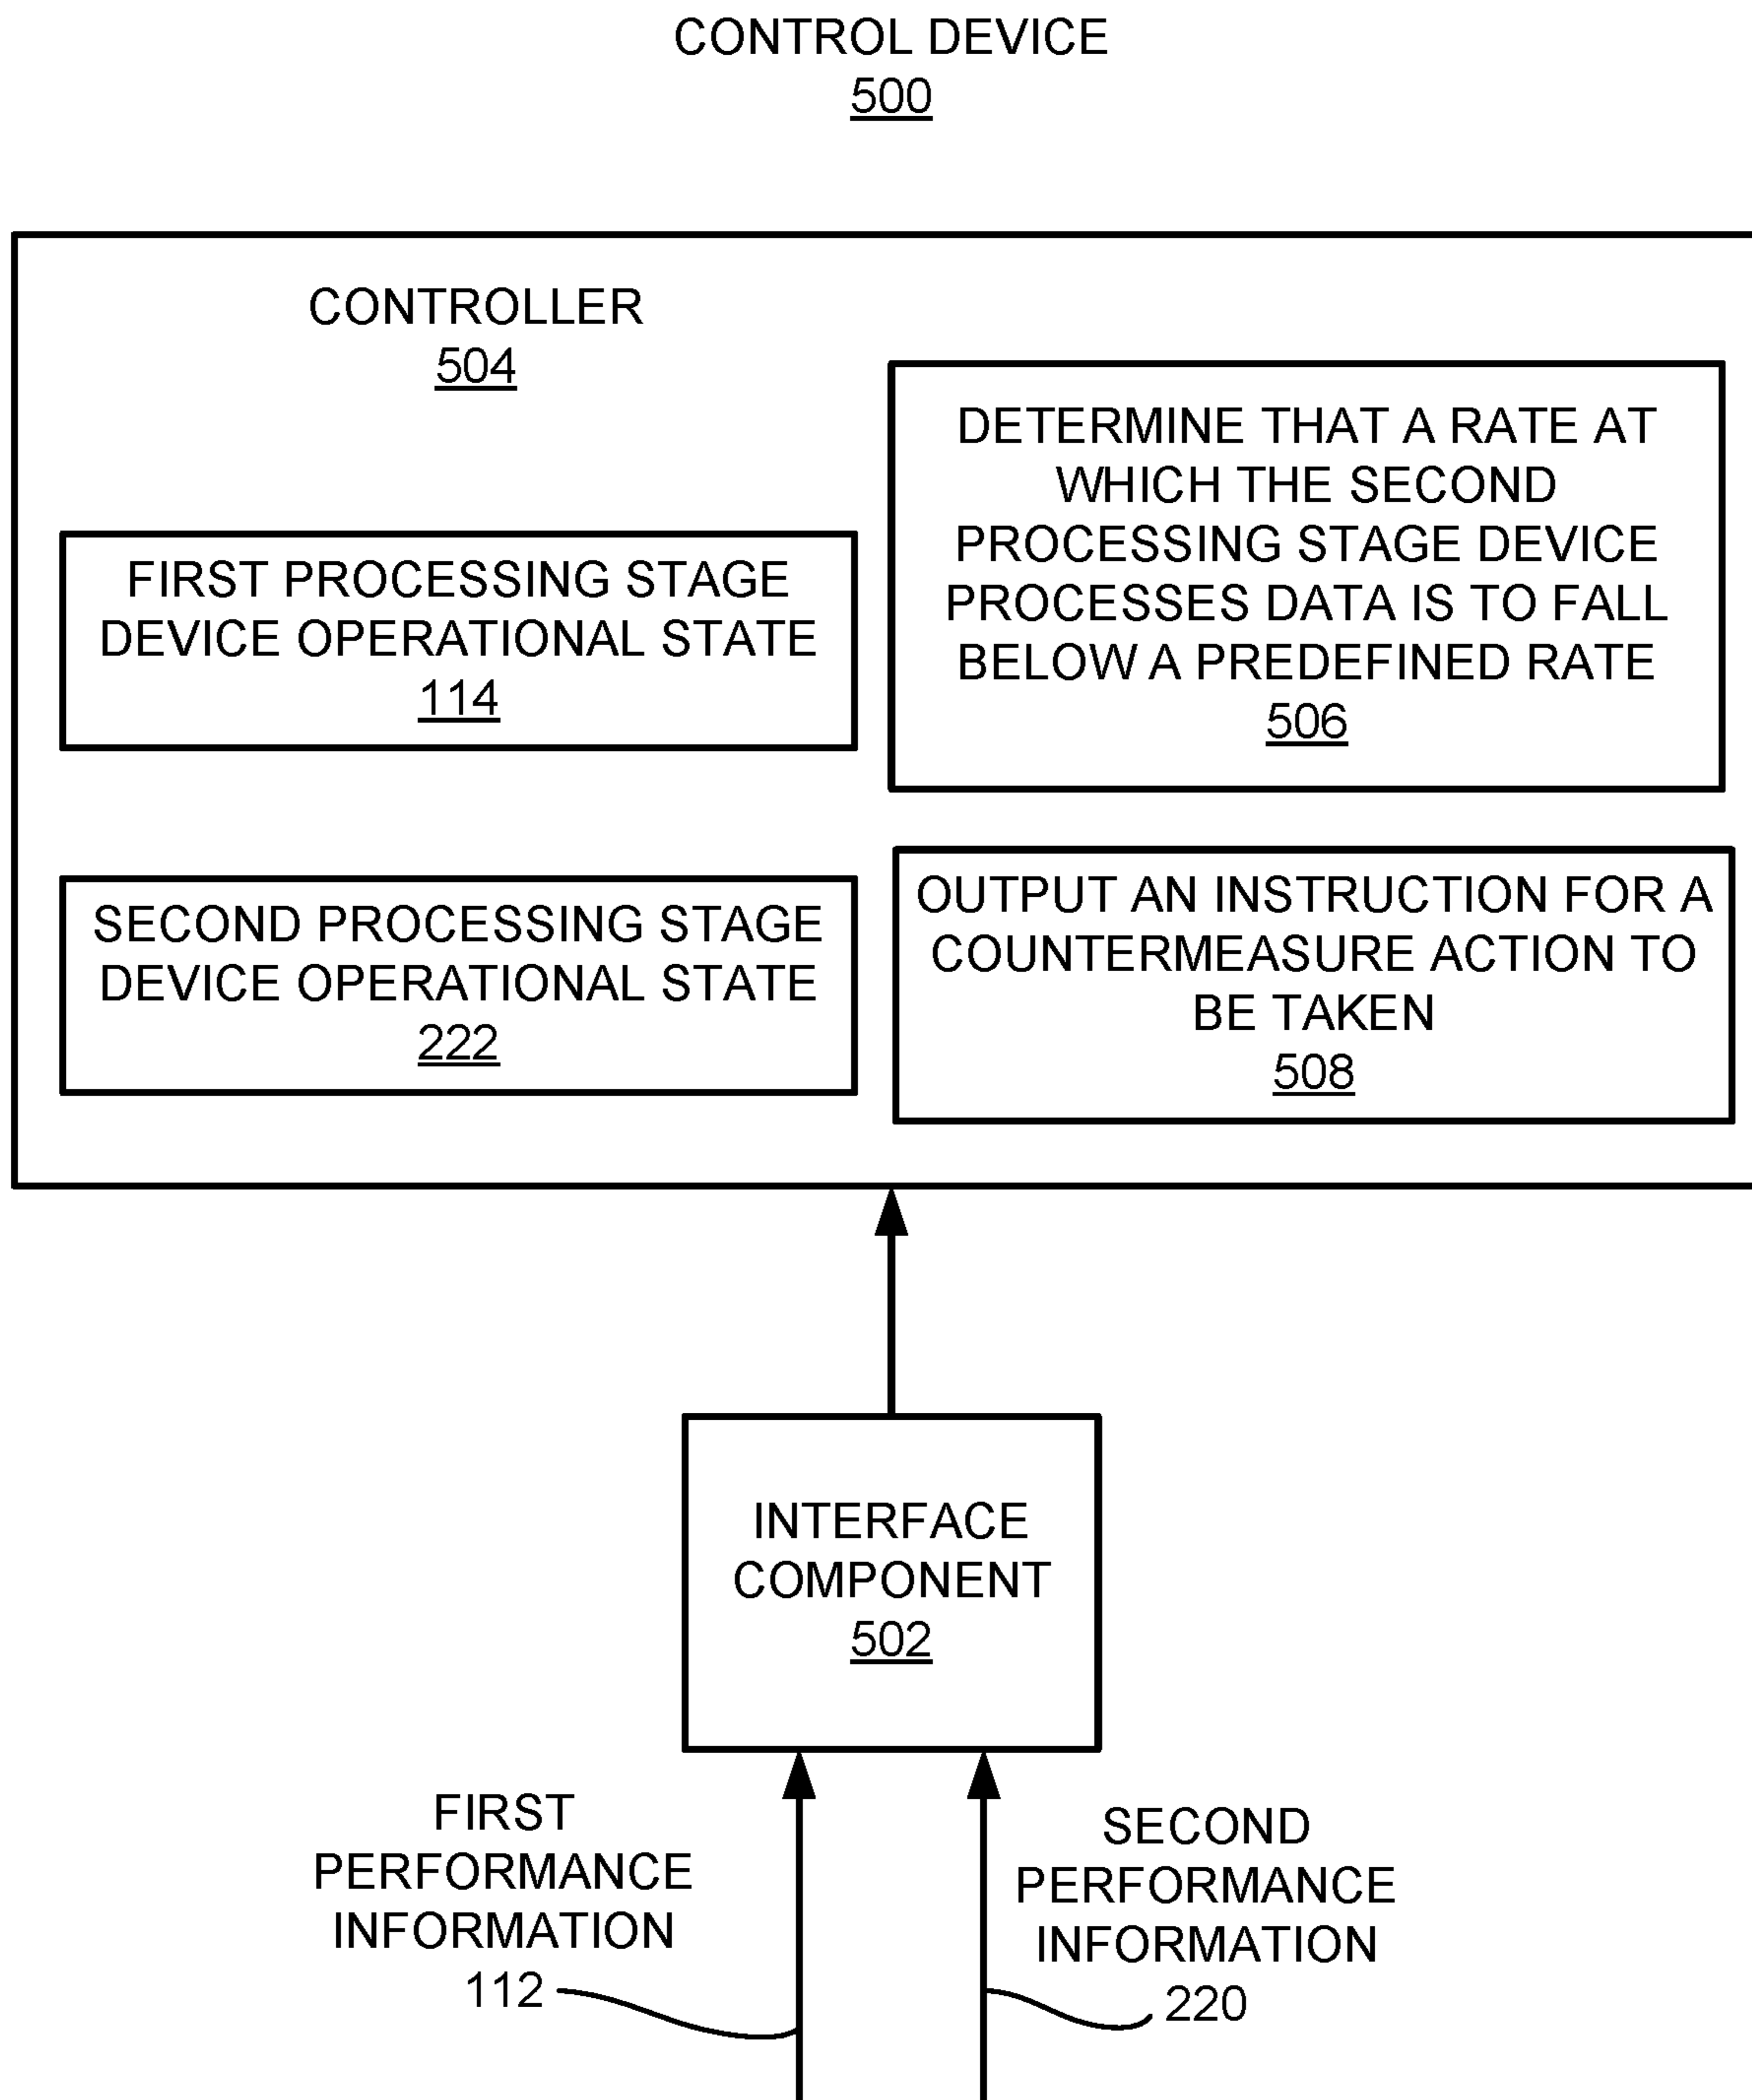 CONTROL DEVICE
500
CONTROLLER
504
FIRST PROCESSING STAGE
DEVICE OPERATIONAL STATE
114
SECOND PROCESSING STAGE
DEVICE OPERATIONAL STATE
222
DETERMINE THAT A RATE AT
WHICH THE SECOND
PROCESSING STAGE DEVICE
PROCESSES DATA IS TO FALL
BELOW A PREDEFINED RATE
506
OUTPUT AN INSTRUCTION FOR A
COUNTERMEASURE ACTION TO
BE TAKEN
508
INTERFACE
COMPONENT
502
FIRST
PERFORMANCE
INFORMATION
112
SECOND
PERFORMANCE
INFORMATION
220